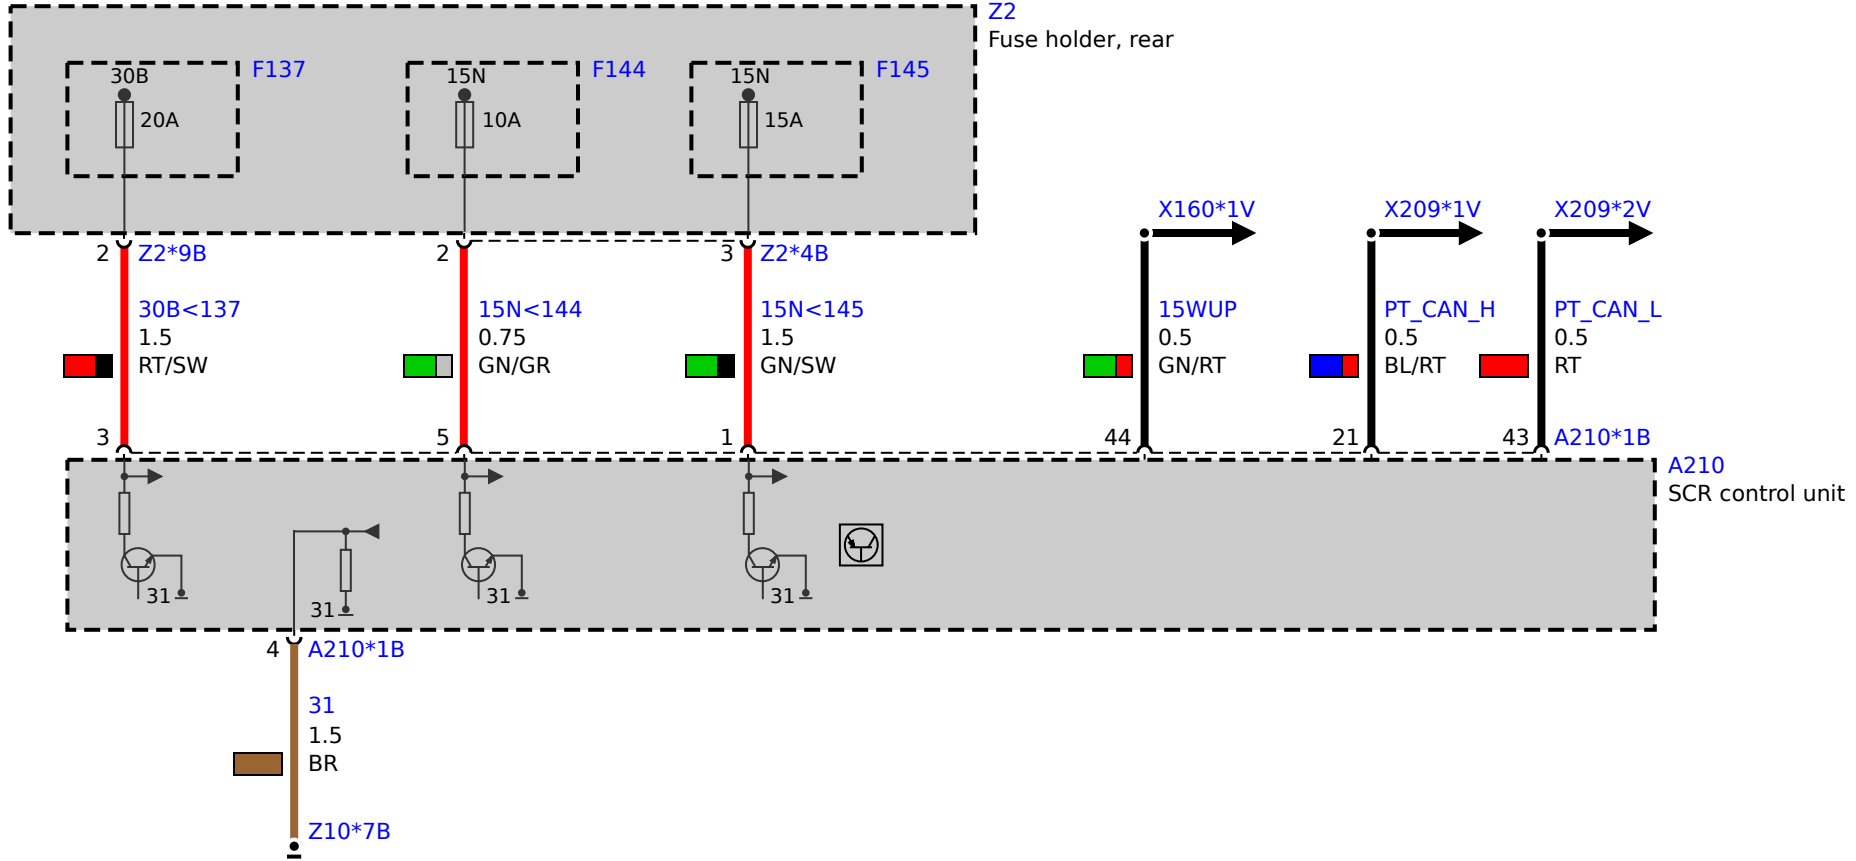 Z2
Fuse holder, rear
F137
F144
F145
30B
15N
15N
20A
10A
15A
X160*1V
X209*1V
X209*2V
2
Z2*9B
2
3
Z2*4B
30B<137
15N<144
15N<145
15WUP
PT_CAN_H
PT_CAN_L
1.5
0.75
1.5
0.5
0.5
0.5
RT/SW
GN/GR
GN/SW
GN/RT
BL/RT
RT
3
5
1
44
21
43
A210*1B
A210
SCR control unit
31
31
31
31
4
A210*1B
31
1.5
BR
Z10*7B